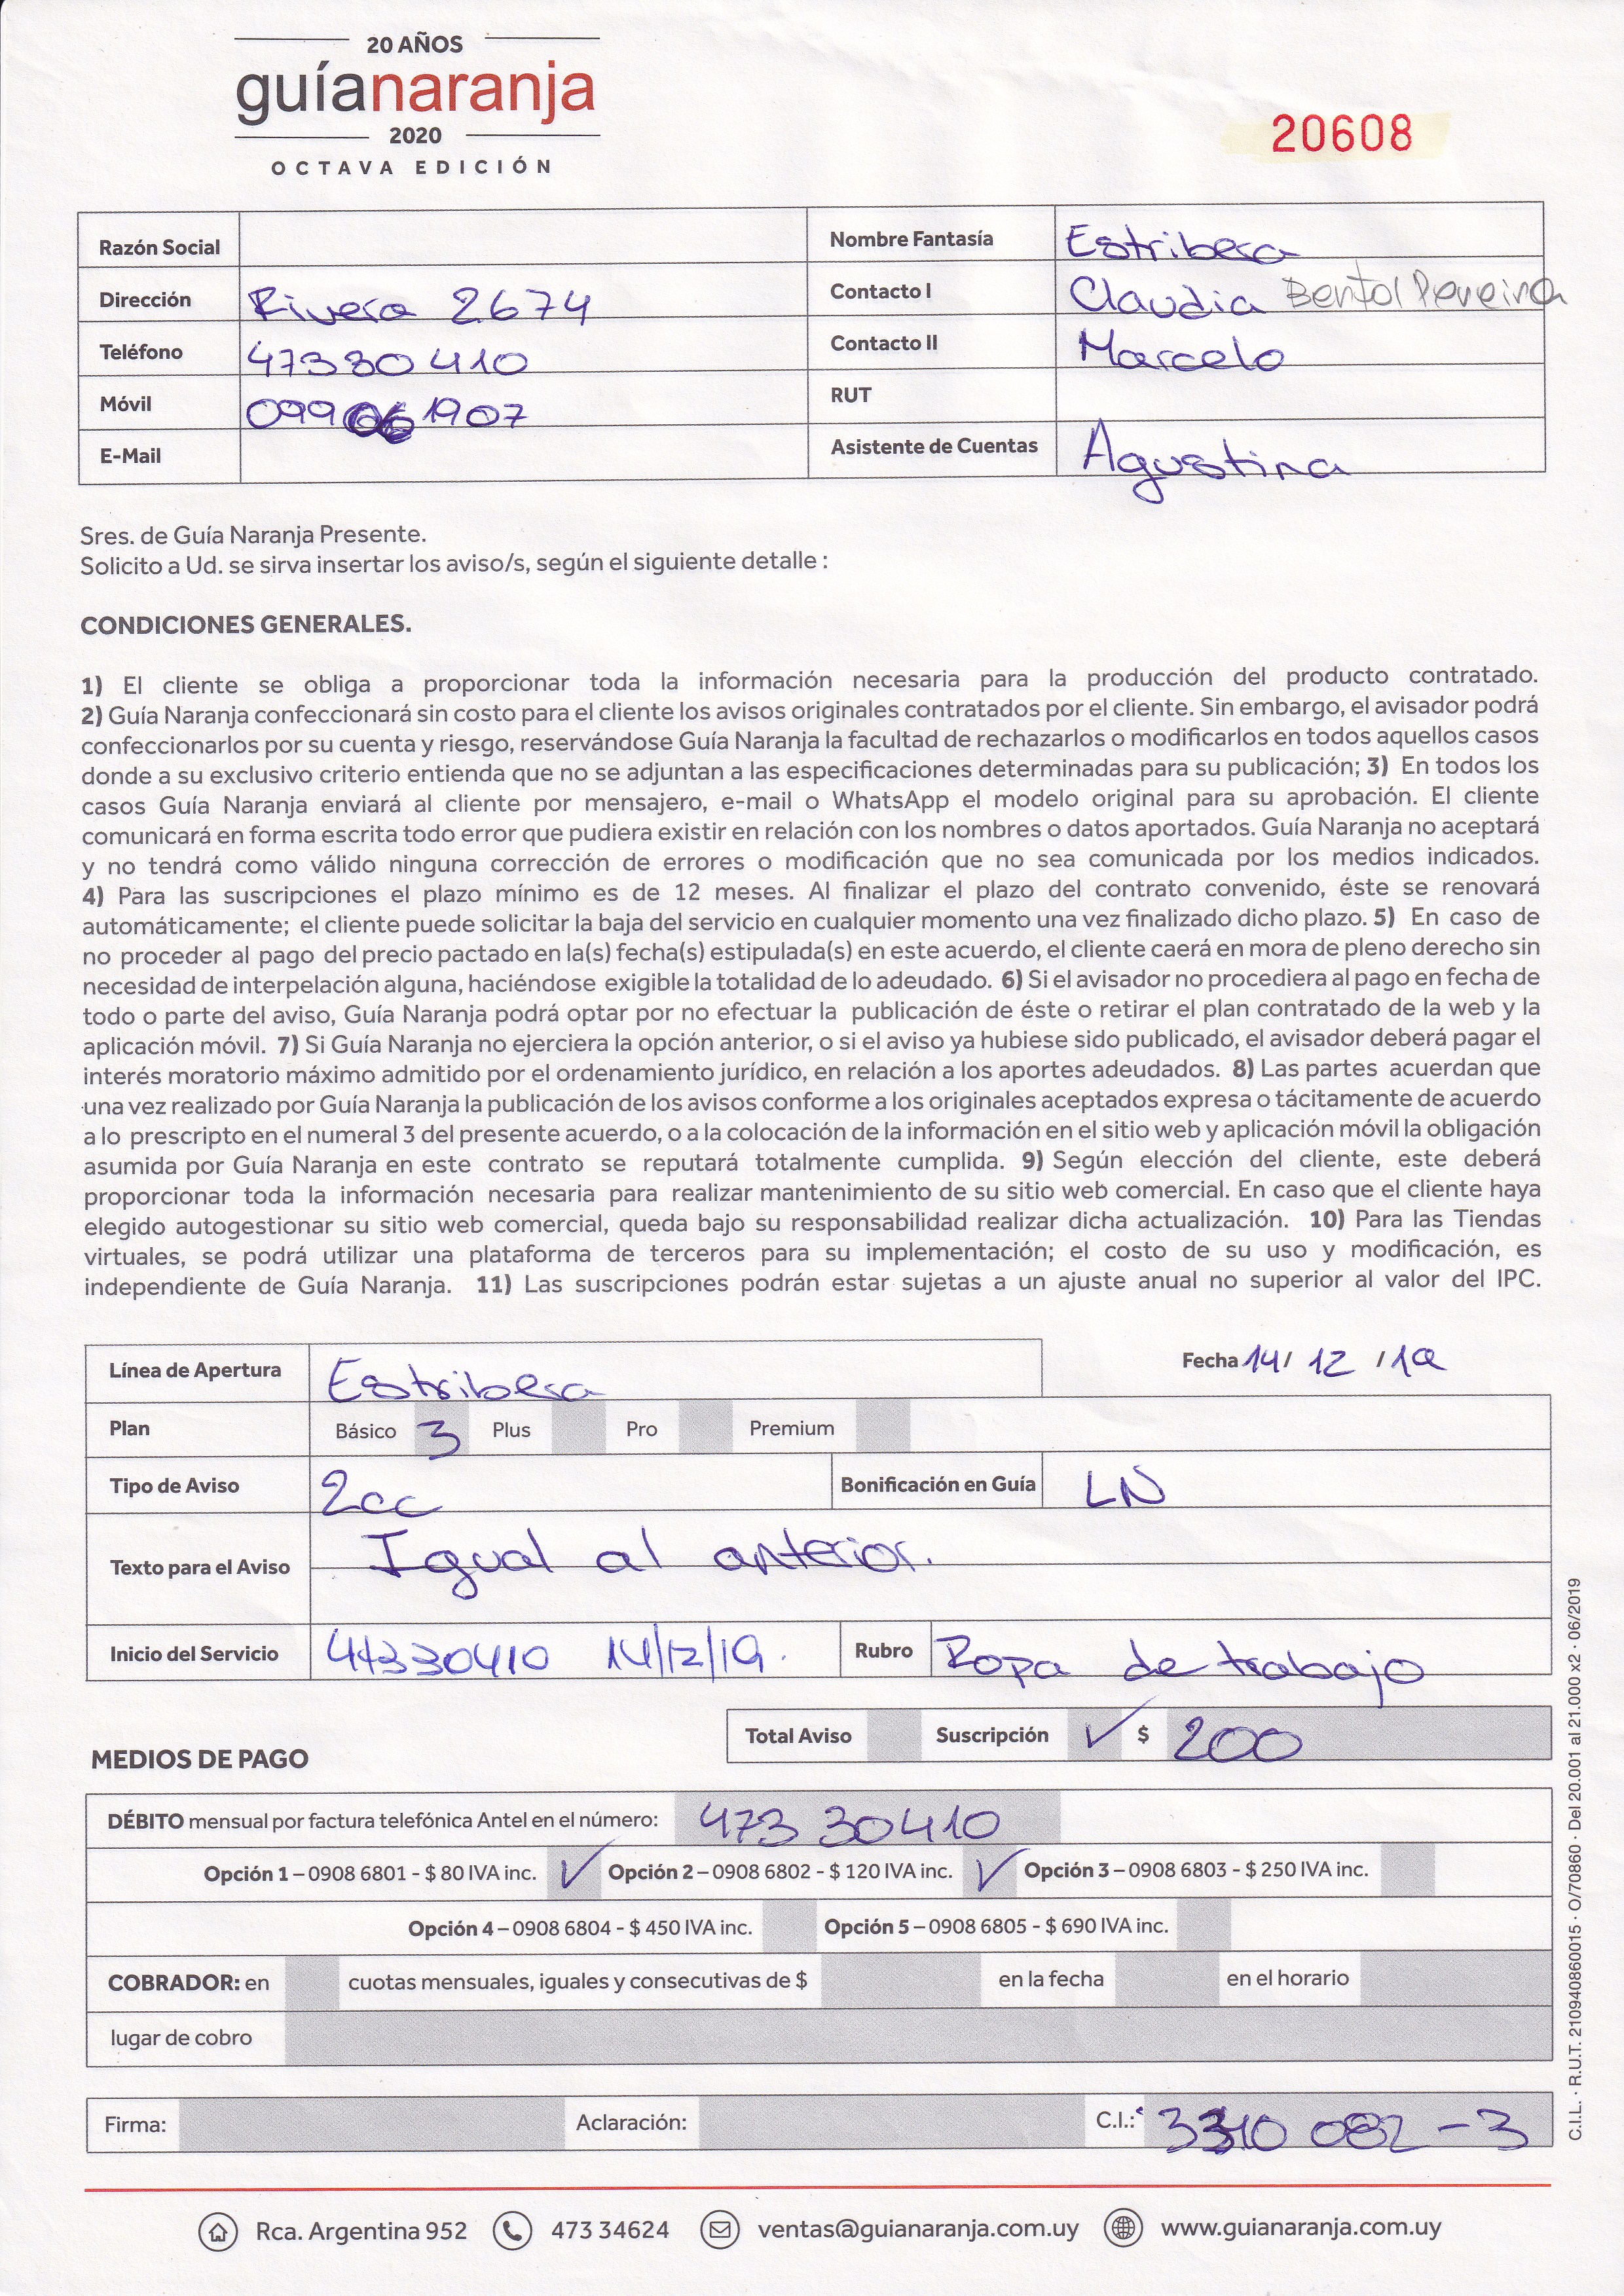 20 AÑOS
guíanaranja
2020
OCTAVA EDICIÓN
20608
Razón Social
Nombre Fantasía Estribera
Dirección Rivera 2674
Contacto I Claudia Pereira
Teléfono 47330410
Contacto II Marcelo
Móvil 099061907
RUT
E-Mail
Asistente de Cuentas Agustina
Sres. de Guía Naranja Presente.
Solicito a Ud. se sirva insertar los aviso/s, según el siguiente detalle :
CONDICIONES GENERALES.
1) El cliente se obliga a proporcionar toda la información necesaria para la producción del producto contratado.
2) Guía Naranja confeccionará sin costo para el cliente los avisos originales contratados por el cliente. Sin embargo, el avisador podrá
confeccionarlos por su cuenta y riesgo, reservándose Guía Naranja la facultad de rechazarlos o modificarlos en todos aquellos casos
donde a su exclusivo criterio entienda que no se adjuntan a las especificaciones determinadas para su publicación; 3) En todos los
casos Guía Naranja enviará al cliente por mensajero, e-mail o WhatsApp el modelo original para su aprobación. El cliente
comunicará en forma escrita todo error que pudiera existir en relación con los nombres o datos aportados. Guía Naranja no aceptará
y no tendrá como válido ninguna corrección de errores o modificación que no sea comunicada por los medios indicados.
4) Para las suscripciones el plazo mínimo es de 12 meses. Al finalizar el plazo del contrato convenido, éste se renovará
automáticamente; el cliente puede solicitar la baja del servicio en cualquier momento una vez finalizado dicho plazo. 5) En caso de
no proceder al pago del precio pactado en la(s) fecha(s) estipulada(s) en este acuerdo, el cliente caerá en mora de pleno derecho sin
necesidad de interpelación alguna, haciéndose exigible la totalidad de lo adeudado. 6) Si el avisador no procediera al pago en fecha de
todo o parte del aviso, Guía Naranja podrá optar por no efectuar la publicación de éste o retirar el plan contratado de la web y la
aplicación móvil. 7) Si Guía Naranja no ejerciera la opción anterior, o si el aviso ya hubiese sido publicado, el avisador deberá pagar el
interés moratorio máximo admitido por el ordenamiento jurídico, en relación a los aportes adeudados. 8) Las partes acuerdan que
una vez realizado por Guía Naranja la publicación de los avisos conforme a los originales aceptados expresa o tácitamente de acuerdo
a lo prescripto en el numeral 3 del presente acuerdo, o a la colocación de la información en el sitio web y aplicación móvil la obligación
asumida por Guía Naranja en este contrato se reputará totalmente cumplida. 9) Según elección del cliente, este deberá
proporcionar toda la información necesaria para realizar mantenimiento de su sitio web comercial. En caso que el cliente haya
elegido autogestionar su sitio web comercial, queda bajo su responsabilidad realizar dicha actualización. 10) Para las Tiendas
virtuales, se podrá utilizar una plataforma de terceros para su implementación; el costo de su uso y modificación, es
independiente de Guía Naranja. 11) Las suscripciones podrán estar sujetas a un ajuste anual no superior al valor del IPC.
Línea de Apertura Estribera
Fecha 14/ 12 /19
Plan Básico 3 Plus Pro Premium
Tipo de Aviso 2cc Bonificación en Guía LN
Texto para el Aviso Igual al anterior.
Inicio del Servicio 47330410 14/12/19. Rubro Ropa de trabajo
Total Aviso Suscripción ✓ $ 200
MEDIOS DE PAGO
DÉBITO mensual por factura telefónica Antel en el número: 473 30410
Opción 1 – 0908 6801 - $ 80 IVA inc. ✓ Opción 2 – 0908 6802 - $ 120 IVA inc. ✓ Opción 3 – 0908 6803 - $ 250 IVA inc.
Opción 4 – 0908 6804 - $ 450 IVA inc. Opción 5 – 0908 6805 - $ 690 IVA inc.
COBRADOR: en cuotas mensuales, iguales y consecutivas de $ en la fecha en el horario
lugar de cobro
Firma: Aclaración: C.I.: 3310 082 - 3
C.I.L. · R.U.T. 210940860015 · O/70860 · Del 20.001 al 21.000 x2 · 06/2019
Rca. Argentina 952 473 34624 ventas@guianaranja.com.uy www.guianaranja.com.uy